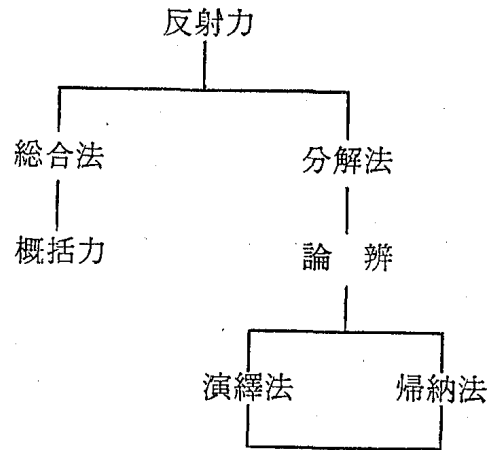 反射力
総合法 分解法
概括力 論 辨
演繹法 帰納法